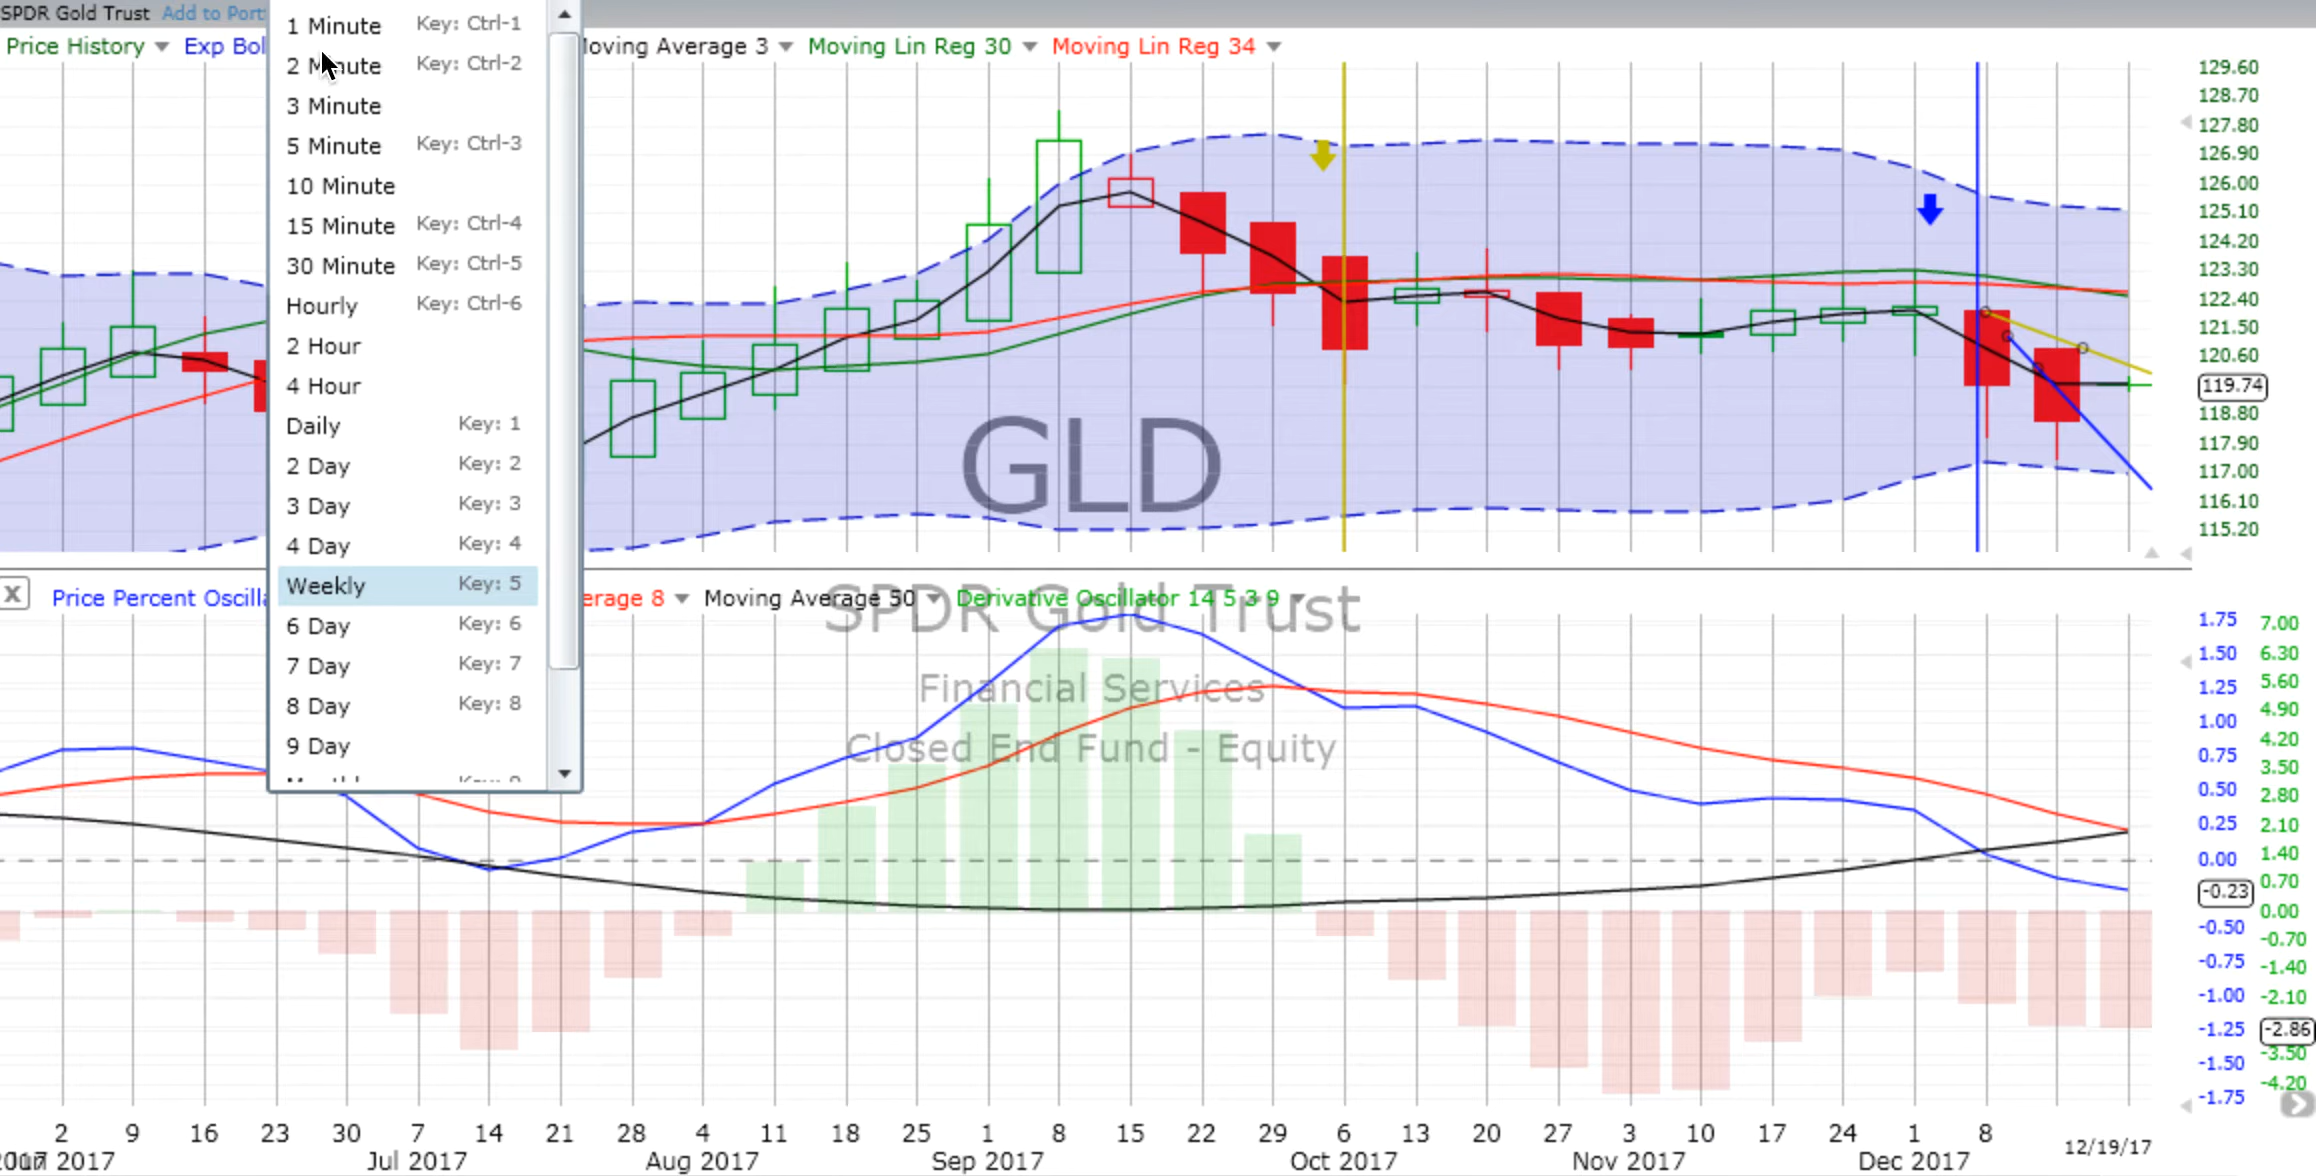 SPDR Gold Trust Add to Port
Price History Exp Bol
oving Average 3 Moving Lin Reg 30 Moving Lin Reg 34
1 Minute Key: Ctrl-1
2 Minute Key: Ctrl-2
3 Minute
5 Minute Key: Ctrl-3
10 Minute
15 Minute Key: Ctrl-4
30 Minute Key: Ctrl-5
Hourly Key: Ctrl-6
2 Hour
4 Hour
Daily Key: 1
2 Day Key: 2
3 Day Key: 3
4 Day Key: 4
Weekly Key: 5
6 Day Key: 6
7 Day Key: 7
8 Day Key: 8
9 Day
129.60
128.70
127.80
126.90
126.00
125.10
124.20
123.30
122.40
121.50
120.60
119.74
118.80
117.90
117.00
116.10
115.20
GLD
X Price Percent Oscilla
erage 8 Moving Average 50 Derivative Oscillator 14 5 3 9
SPDR Gold Trust
Financial Services
Closed End Fund - Equity
1.75
1.50
1.25
1.00
0.75
0.50
0.25
0.00
-0.23
-0.50
-0.75
-1.00
-1.25
-1.50
-1.75
7.00
6.30
5.60
4.90
4.20
3.50
2.80
2.10
1.40
0.70
0.00
-0.70
-1.40
-2.10
-2.86
-3.50
-4.20
2 9 16 23 30 7 14 21 28 4 11 18 25 1 8 15 22 29 6 13 20 27 3 10 17 24 1 8 12/19/17
2017 Jul 2017 Aug 2017 Sep 2017 Oct 2017 Nov 2017 Dec 2017